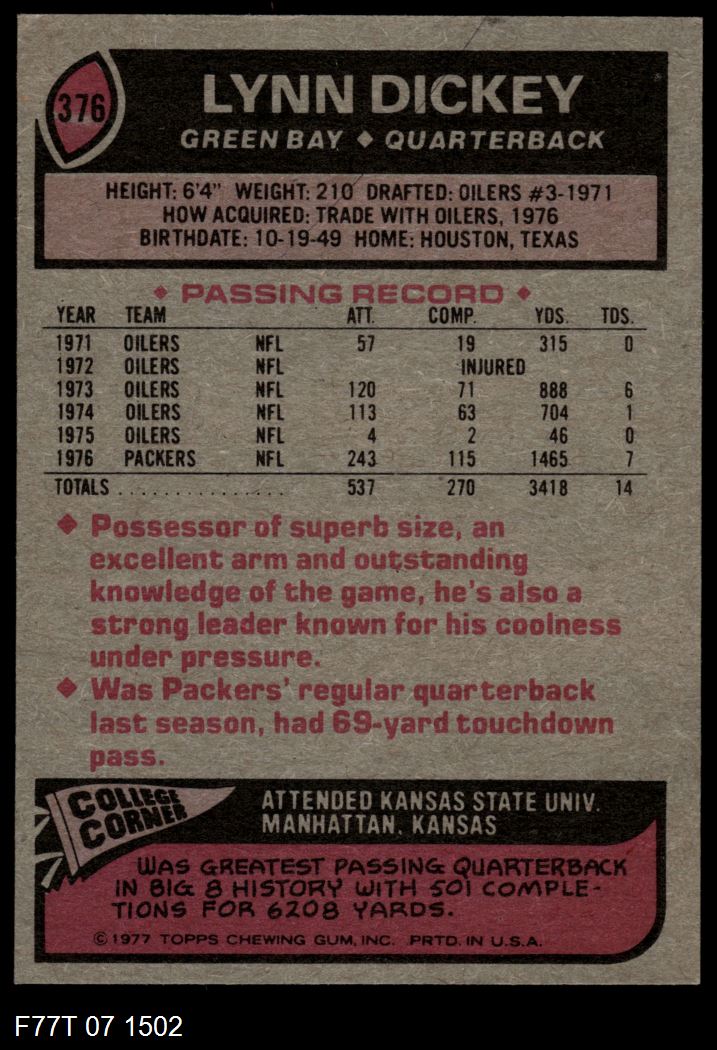 376
LYNN DICKEY
GREEN BAY ♦ QUARTERBACK
HEIGHT: 6'4" WEIGHT: 210 DRAFTED: OILERS #3-1971
HOW ACQUIRED: TRADE WITH OILERS, 1976
BIRTHDATE: 10-19-49 HOME: HOUSTON, TEXAS
♦ PASSING RECORD ♦
YEAR TEAM ATT. COMP. YDS. TDS.
1971 OILERS NFL 57 19 315 0
1972 OILERS NFL INJURED
1973 OILERS NFL 120 71 888 6
1974 OILERS NFL 113 63 704 1
1975 OILERS NFL 4 2 46 0
1976 PACKERS NFL 243 115 1465 7
TOTALS . . . . . . . . . . . . . . . 537 270 3418 14
♦ Possessor of superb size, an
excellent arm and outstanding
knowledge of the game, he's also a
strong leader known for his coolness
under pressure.
♦ Was Packers' regular quarterback
last season, had 69-yard touchdown
pass.
COLLEGE
CORNER
ATTENDED KANSAS STATE UNIV.
MANHATTAN, KANSAS
WAS GREATEST PASSING QUARTERBACK
IN BIG 8 HISTORY WITH 501 COMPLE-
TIONS FOR 6208 YARDS.
© 1977 TOPPS CHEWING GUM, INC. PRTD. IN U.S.A.
F77T 07 1502